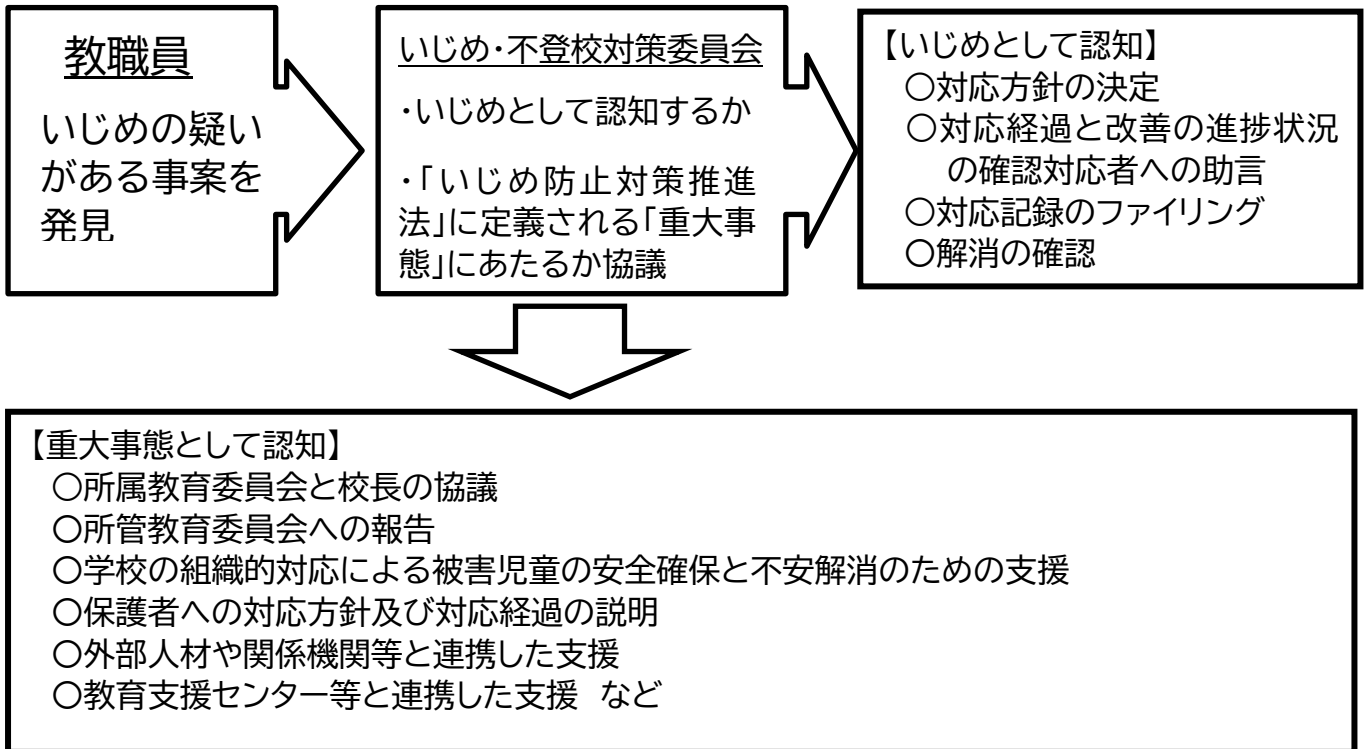 教職員
いじめの疑い
がある事案を
発見
いじめ・不登校対策委員会
・いじめとして認知するか
・「いじめ防止対策推進
法」に定義される「重大事
態」にあたるか協議
【いじめとして認知】
○対応方針の決定
○対応経過と改善の進捗状況
の確認対応者への助言
○対応記録のファイリング
○解消の確認
【重大事態として認知】
○所属教育委員会と校長の協議
○所管教育委員会への報告
○学校の組織的対応による被害児童の安全確保と不安解消のための支援
○保護者への対応方針及び対応経過の説明
○外部人材や関係機関等と連携した支援
○教育支援センター等と連携した支援　など